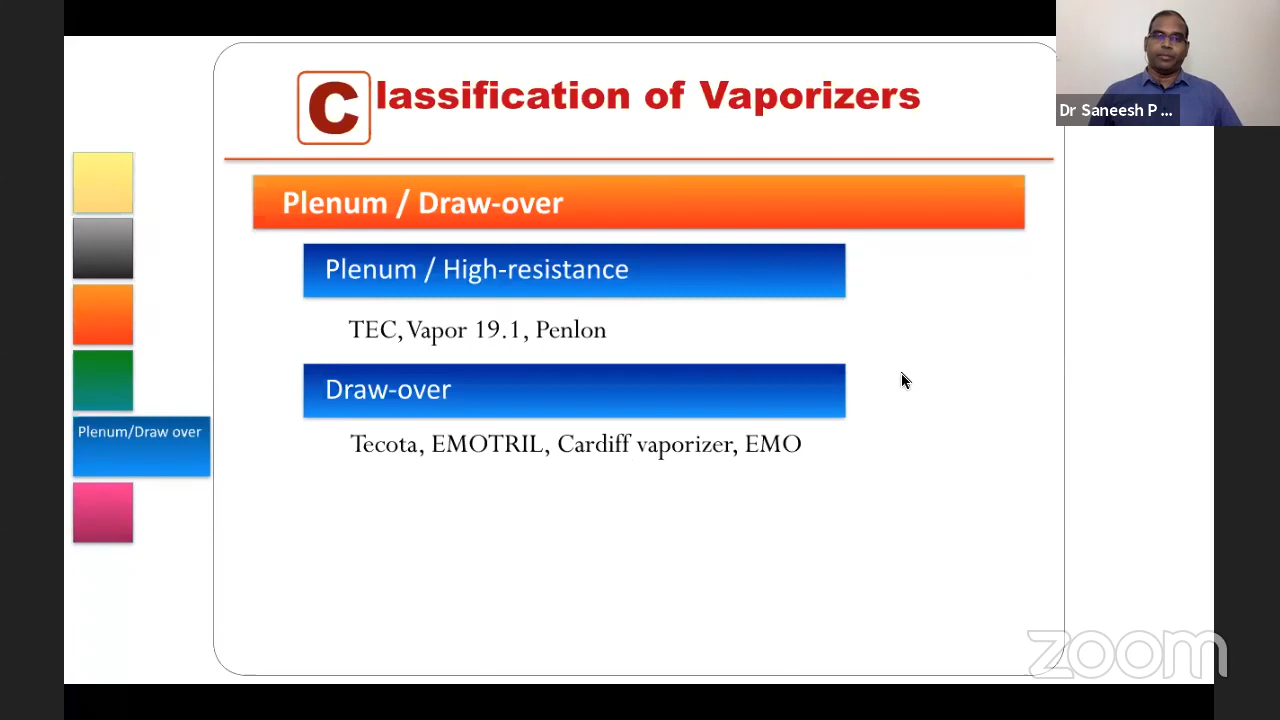 Classification of Vaporizers
Dr Saneesh P ...
Plenum / Draw-over
Plenum / High-resistance
TEC, Vapor 19.1, Penlon
Draw-over
Plenum/Draw over
Tecota, EMOTRIL, Cardiff vaporizer, EMO
zoom